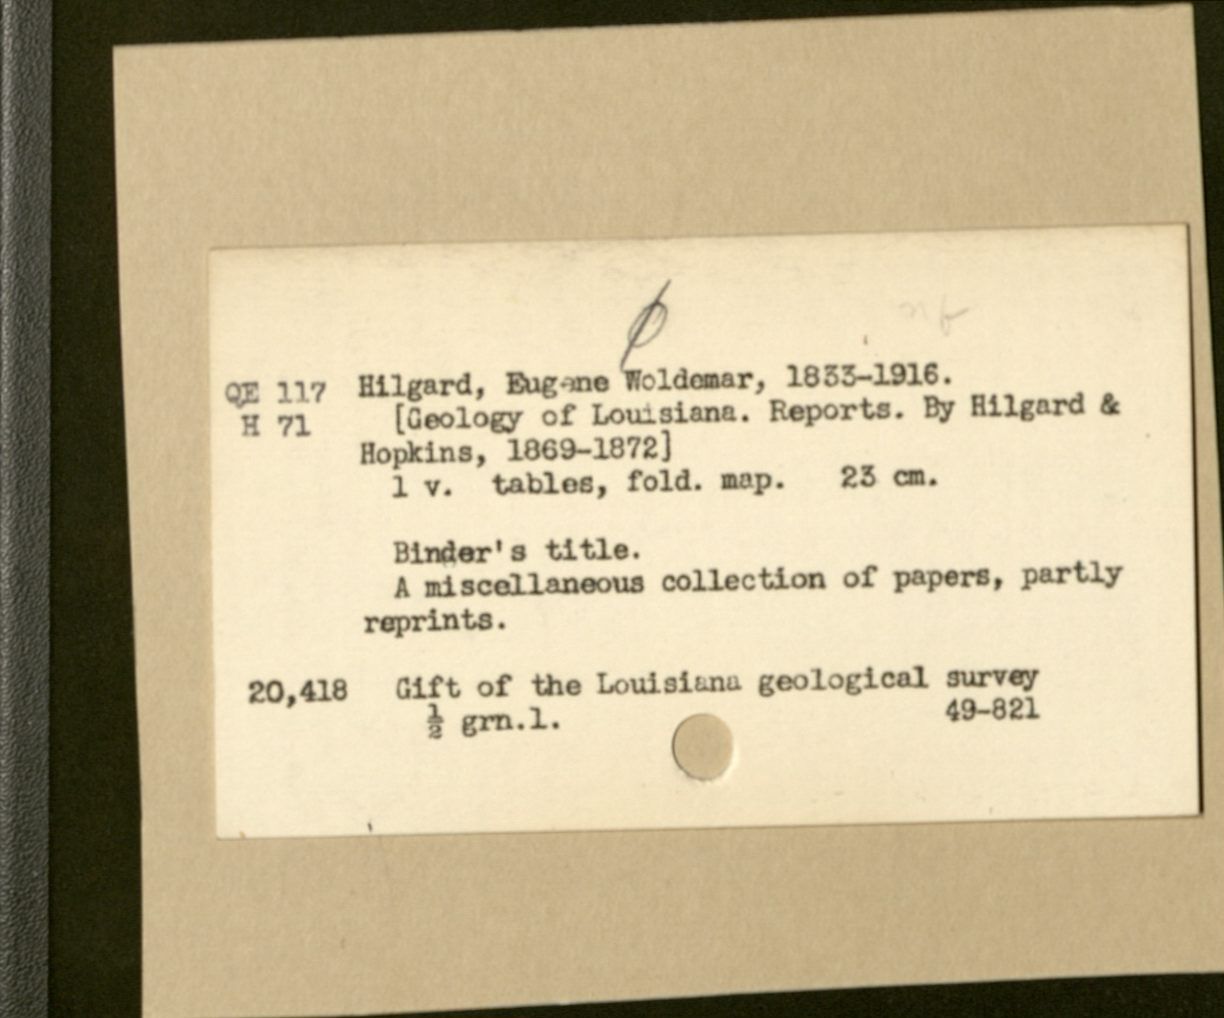 QE 117 Hilgard, Eugene Woldemar, 1833-1916.
H 71 [Geology of Louisiana. Reports. By Hilgard &
Hopkins, 1869-1872]
1 v. tables, fold. map. 23 cm.
Binder's title.
A miscellaneous collection of papers, partly
reprints.
20,418 Gift of the Louisiana geological survey
½ grn.l. 49-821